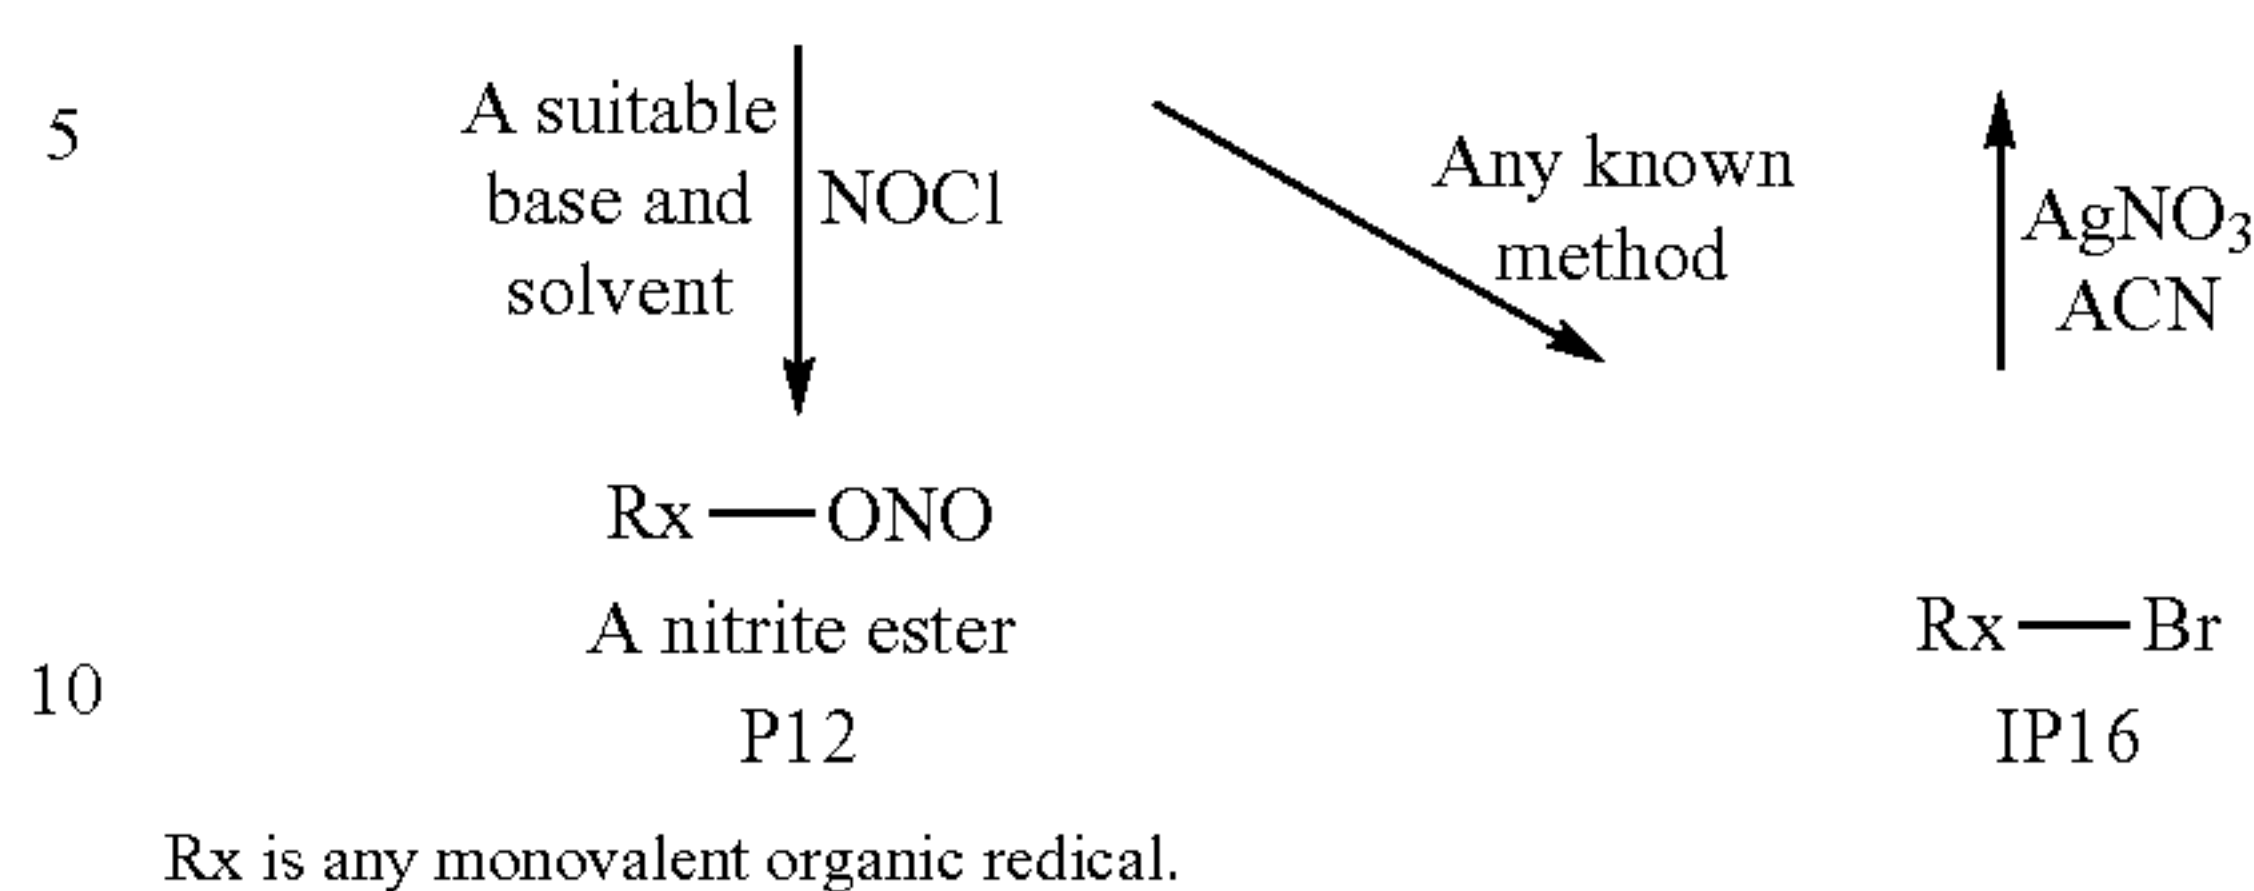 5
A suitable
base and
solvent
NOCl
Any known
method
AgNO3
ACN
Rx—ONO
A nitrite ester
P12
10
Rx—Br
IP16
Rx is any monovalent organic redical.